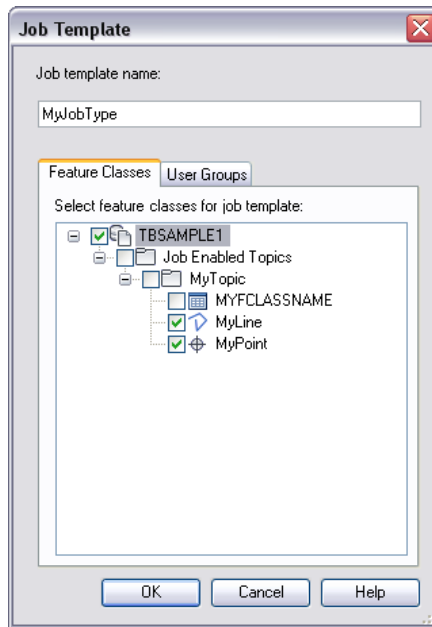 Job Template
Job template name:
MyJobType
Feature Classes User Groups
Select feature classes for job template:
TBSAMPLE1
Job Enabled Topics
MyTopic
MYFCLASSNAME
MyLine
MyPoint
OK Cancel Help